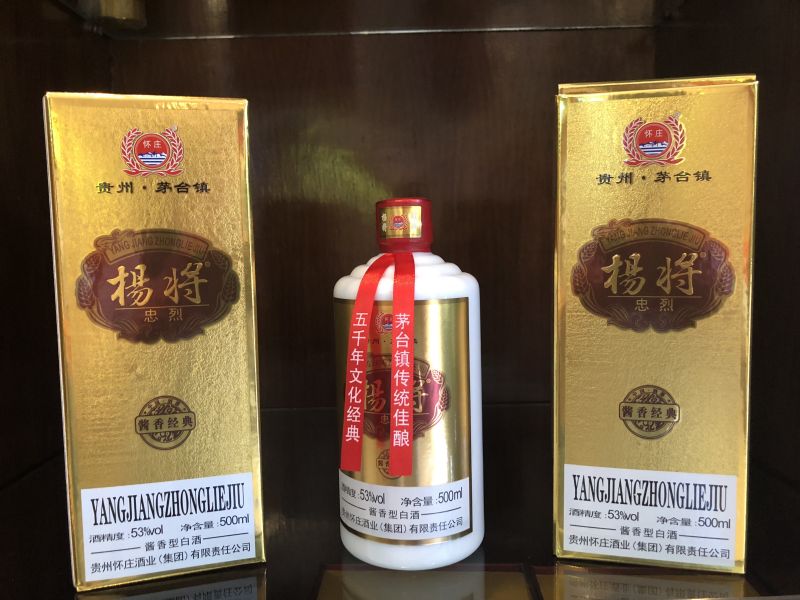 怀庄
贵州·茅台镇
YANG JIANG ZHONG LIE JIU
楊将
忠烈
酱香经典
YANGJIANGZHONGLIEJIU
酒精度:53%vol 净含量:500ml
酱香型白酒
贵州怀庄酒业(集团)有限责任公司
五千年文化经典
茅台镇传统佳酿
楊将
忠
酒精度:53%vol 净含量:500ml
酱香型白酒
贵州怀庄酒业(集团)有限责任公司
怀庄
贵州·茅台镇
YANG JIANG ZHONG LIE JIU
楊将
忠烈
酱香经典
YANGJIANGZHONGLIEJIU
酒精度:53%vol 净含量:500ml
酱香型白酒
贵州怀庄酒业(集团)有限责任公司